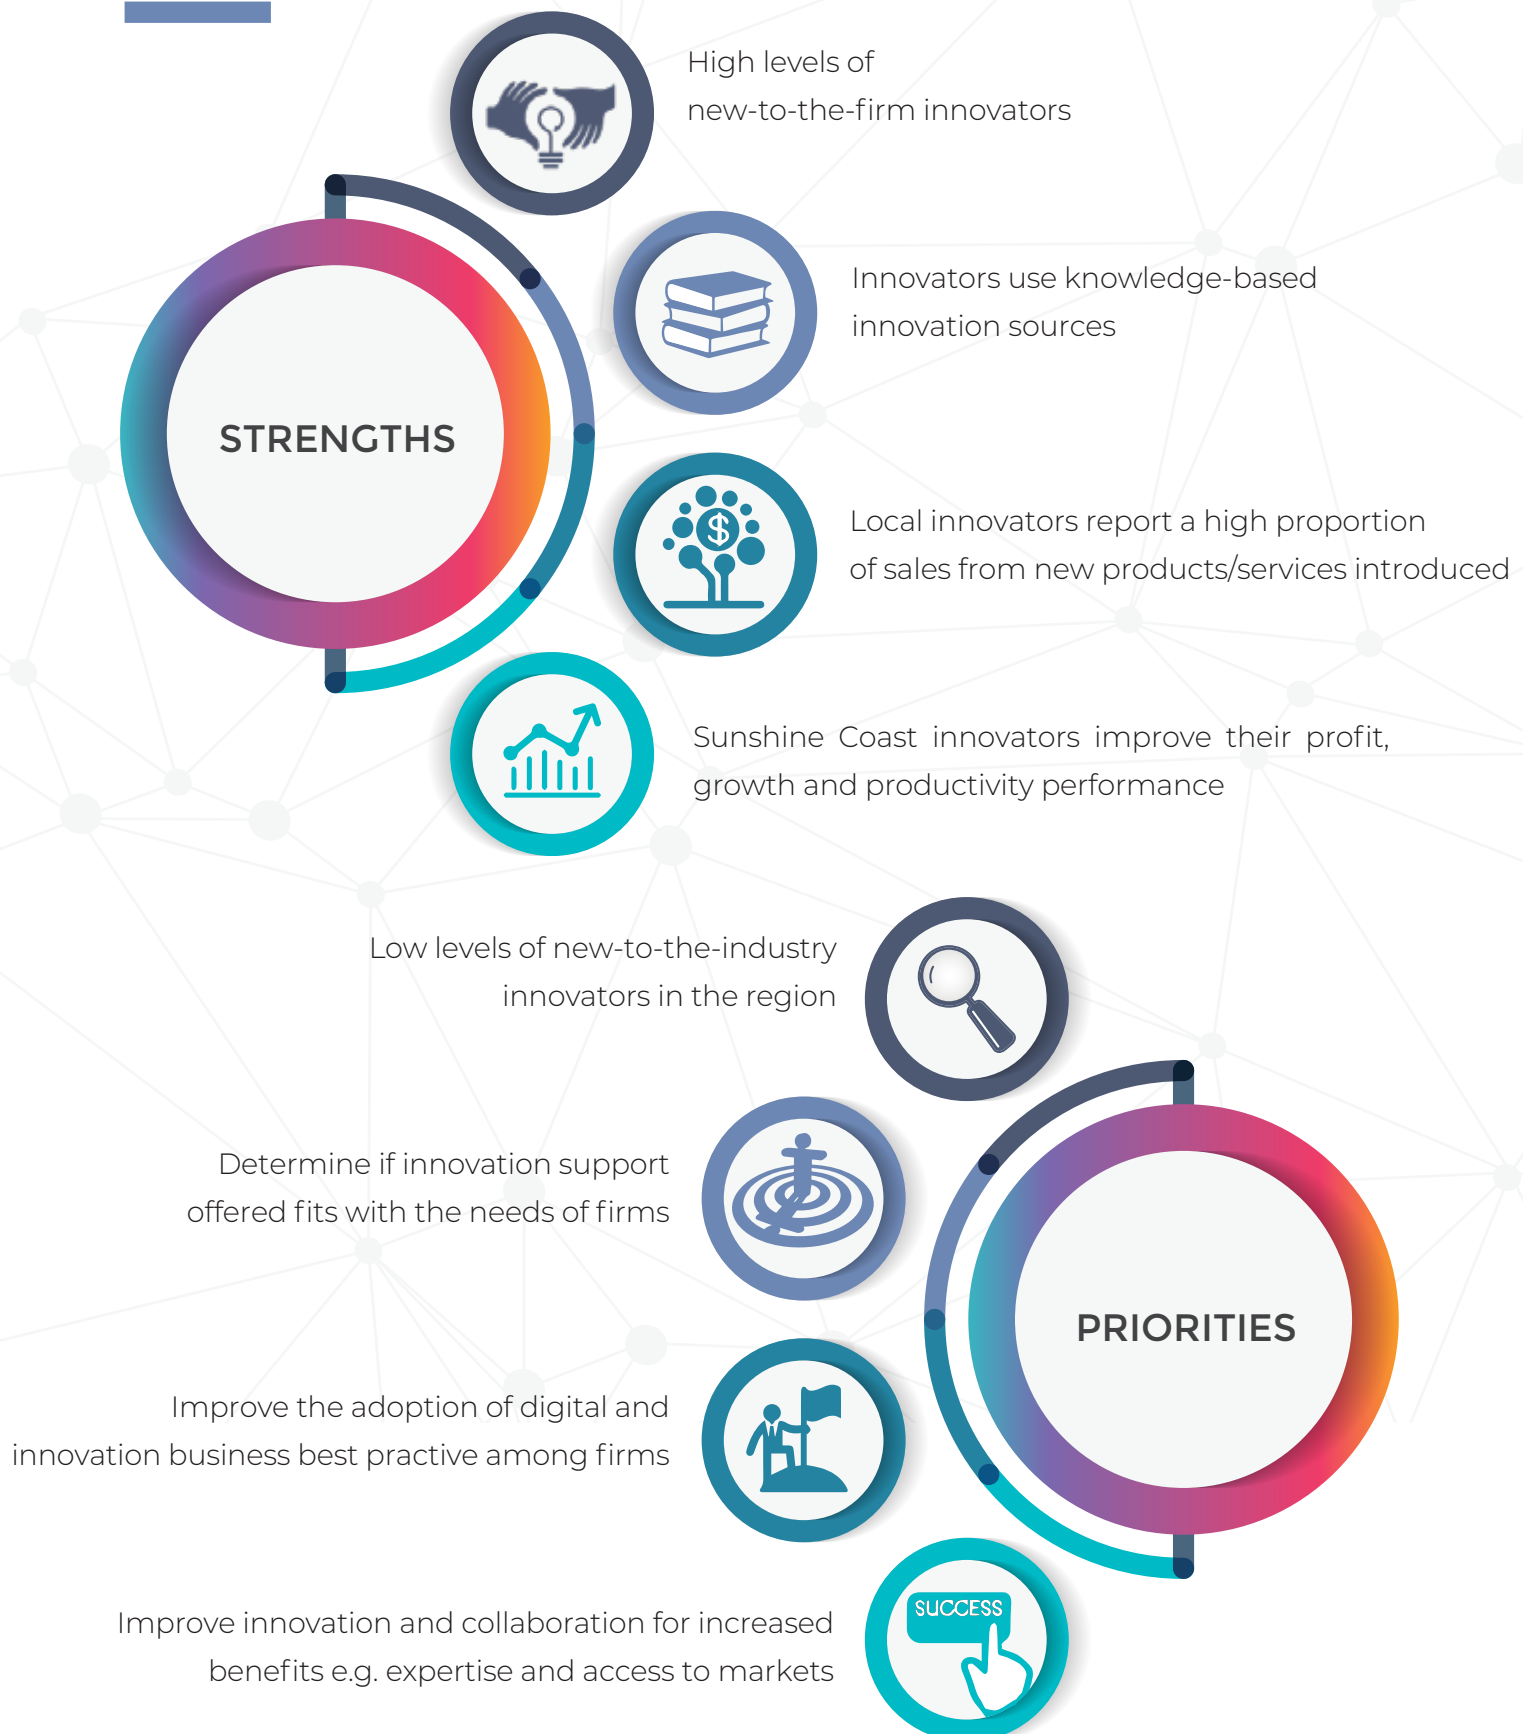 High levels of
new-to-the-firm innovators
Innovators use knowledge-based
innovation sources
STRENGTHS
Local innovators report a high proportion
of sales from new products/services introduced
Sunshine Coast innovators improve their profit,
growth and productivity performance
Low levels of new-to-the-industry
innovators in the region
Determine if innovation support
offered fits with the needs of firms
PRIORITIES
Improve the adoption of digital and
innovation business best practive among firms
Improve innovation and collaboration for increased
benefits e.g. expertise and access to markets
SUCCESS
$